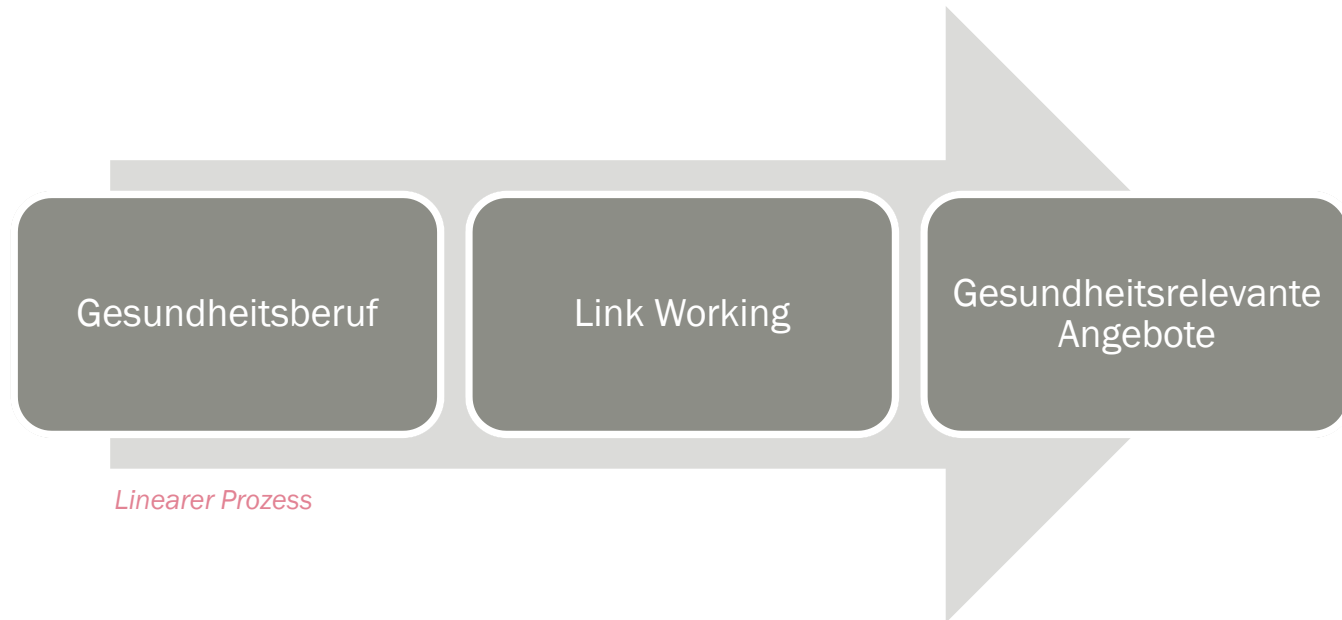 Gesundheitsberuf
Link Working
Gesundheitsrelevante
Angebote
Linearer Prozess